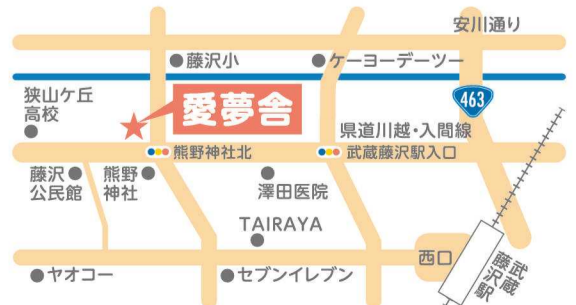 安川通り
藤沢小
ケーヨーデーツー
狭山ケ丘
高校
愛夢舎
463
県道川越・入間線
熊野神社北
武蔵藤沢駅入口
藤沢
公民館
熊野
神社
澤田医院
TAIRAYA
西口
武蔵
藤沢駅
ヤオコー
セブンイレブン